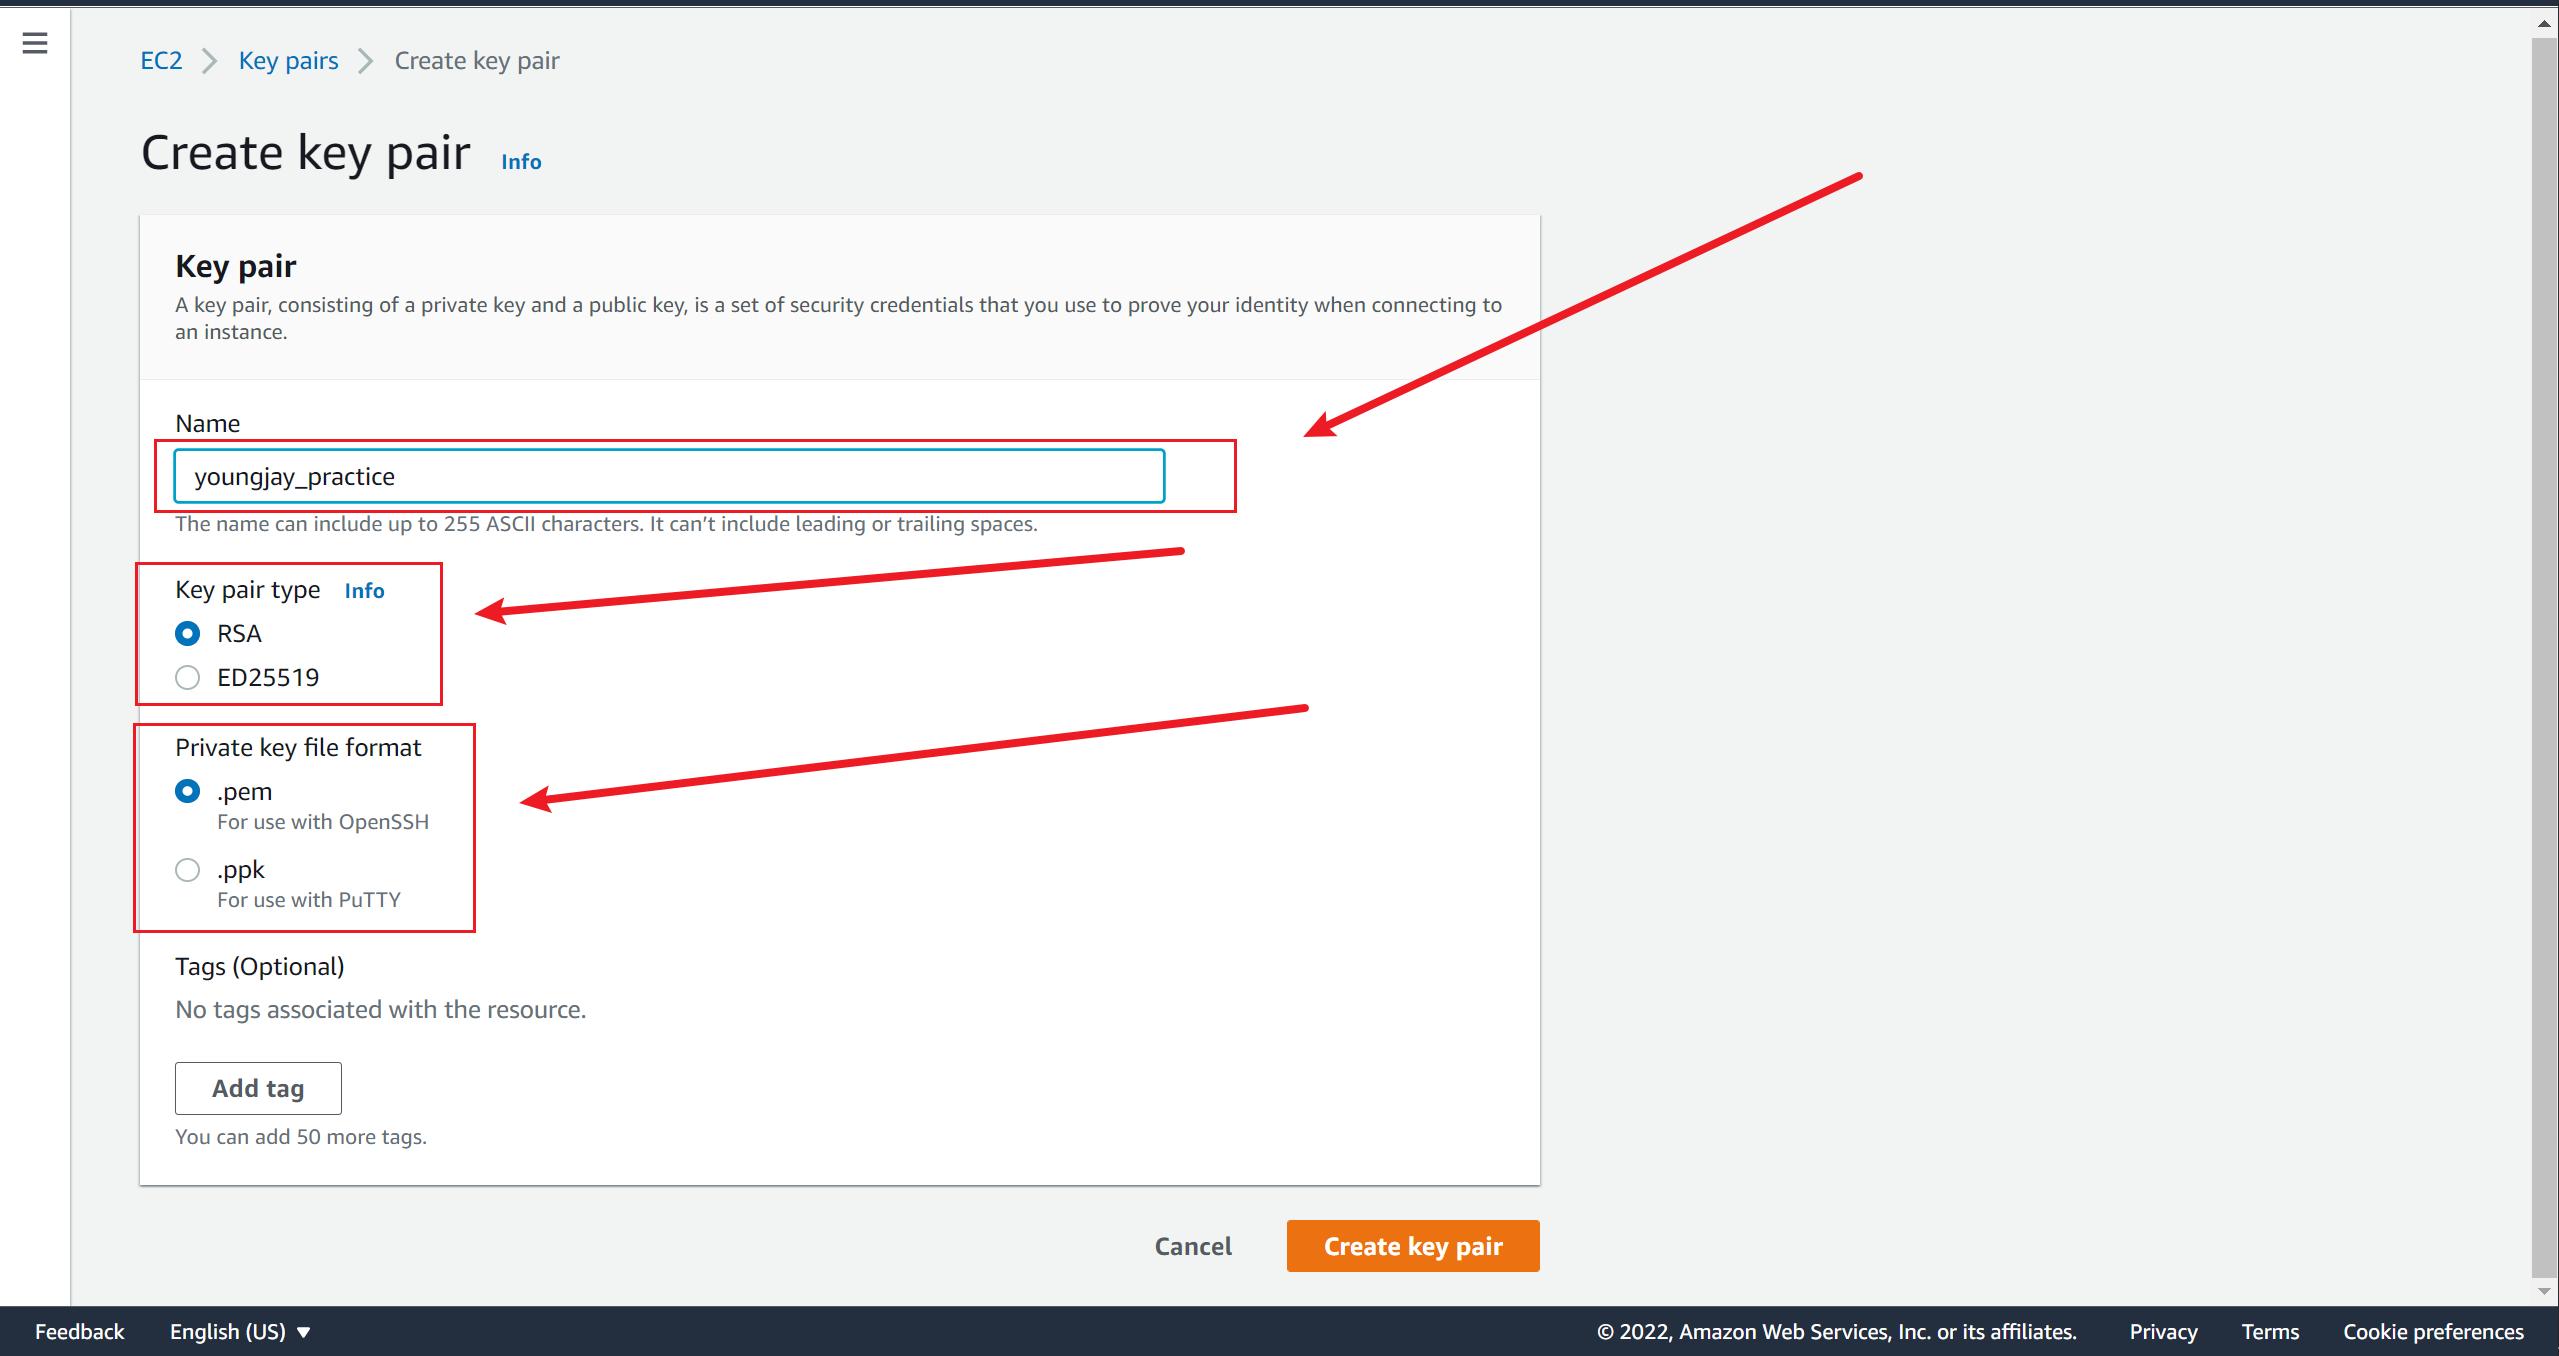 EC2 Key pairs Create key pair
Create key pair Info
Key pair
A key pair, consisting of a private key and a public key, is a set of security credentials that you use to prove your identity when connecting to
an instance.
Name
youngjay_practice
The name can include up to 255 ASCII characters. It can't include leading or trailing spaces.
Key pair type Info
RSA
ED25519
Private key file format
.pem
For use with OpenSSH
.ppk
For use with PuTTY
Tags (Optional)
No tags associated with the resource.
Add tag
You can add 50 more tags.
Cancel Create key pair
Feedback English (US) © 2022, Amazon Web Services, Inc. or its affiliates. Privacy Terms Cookie preferences